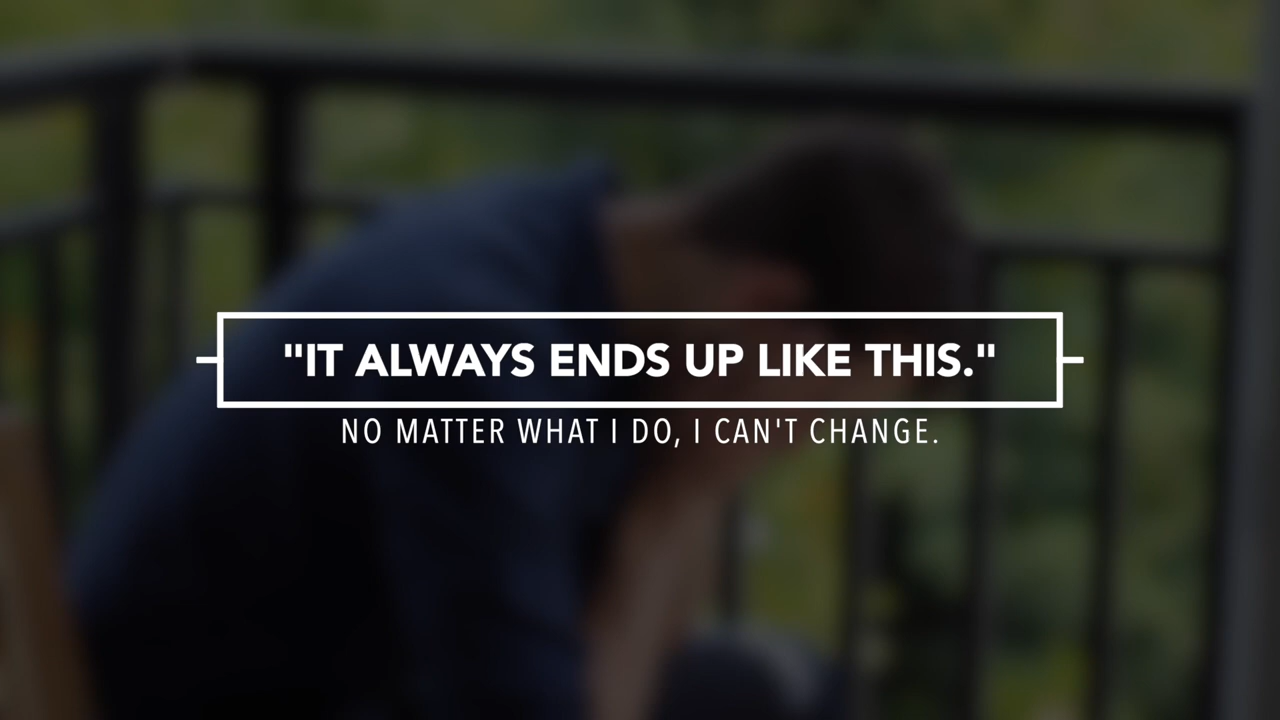 "IT ALWAYS ENDS UP LIKE THIS."
NO MATTER WHAT I DO, I CAN'T CHANGE.